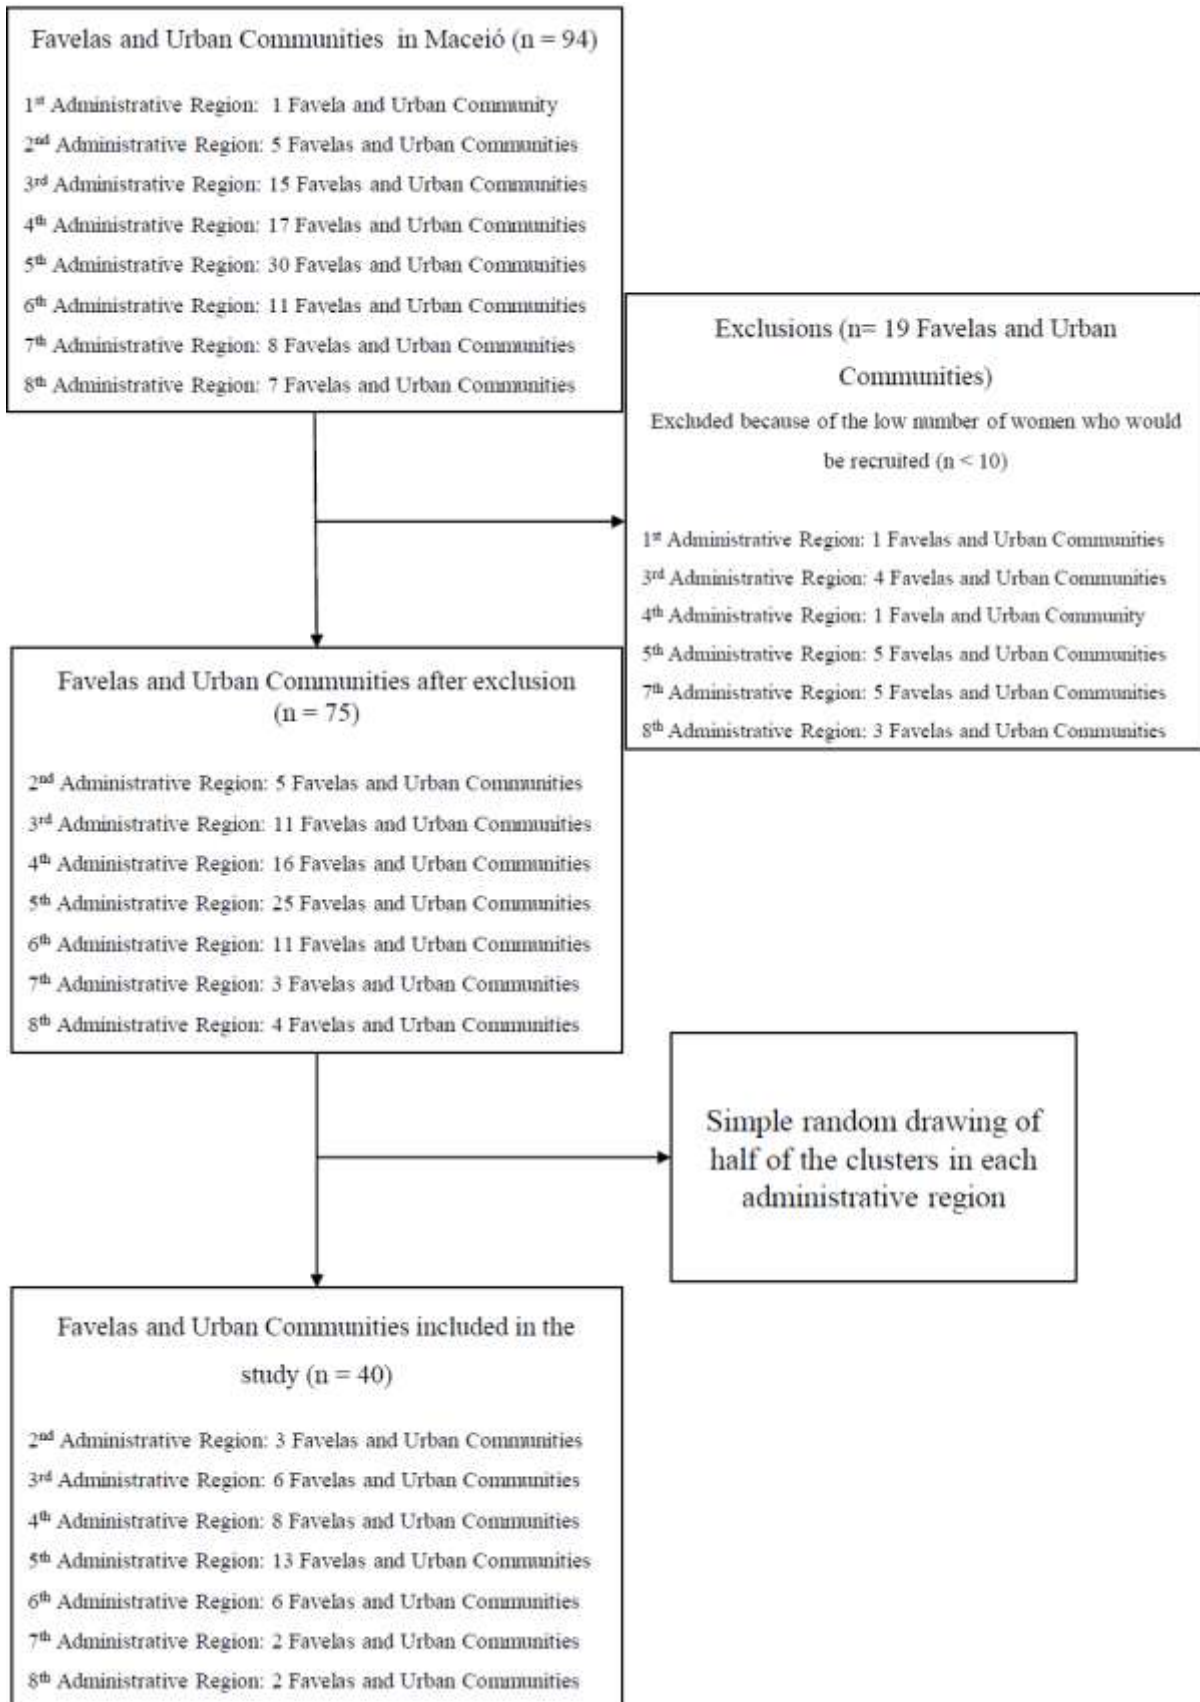 Favelas and Urban Communities in Maceió (n = 94)
1st Administrative Region: 1 Favela and Urban Community
2nd Administrative Region: 5 Favelas and Urban Communities
3rd Administrative Region: 15 Favelas and Urban Communities
4th Administrative Region: 17 Favelas and Urban Communities
5th Administrative Region: 30 Favelas and Urban Communities
6th Administrative Region: 11 Favelas and Urban Communities
7th Administrative Region: 8 Favelas and Urban Communities
8th Administrative Region: 7 Favelas and Urban Communities
Exclusions (n= 19 Favelas and Urban
Communities)
Excluded because of the low number of women who would
be recruited (n < 10)
1st Administrative Region: 1 Favelas and Urban Communities
3rd Administrative Region: 4 Favelas and Urban Communities
4th Administrative Region: 1 Favela and Urban Community
5th Administrative Region: 5 Favelas and Urban Communities
7th Administrative Region: 5 Favelas and Urban Communities
8th Administrative Region: 3 Favelas and Urban Communities
Favelas and Urban Communities after exclusion
(n = 75)
2nd Administrative Region: 5 Favelas and Urban Communities
3rd Administrative Region: 11 Favelas and Urban Communities
4th Administrative Region: 16 Favelas and Urban Communities
5th Administrative Region: 25 Favelas and Urban Communities
6th Administrative Region: 11 Favelas and Urban Communities
7th Administrative Region: 3 Favelas and Urban Communities
8th Administrative Region: 4 Favelas and Urban Communities
Simple random drawing of
half of the clusters in each
administrative region
Favelas and Urban Communities included in the
study (n = 40)
2nd Administrative Region: 3 Favelas and Urban Communities
3rd Administrative Region: 6 Favelas and Urban Communities
4th Administrative Region: 8 Favelas and Urban Communities
5th Administrative Region: 13 Favelas and Urban Communities
6th Administrative Region: 6 Favelas and Urban Communities
7th Administrative Region: 2 Favelas and Urban Communities
8th Administrative Region: 2 Favelas and Urban Communities